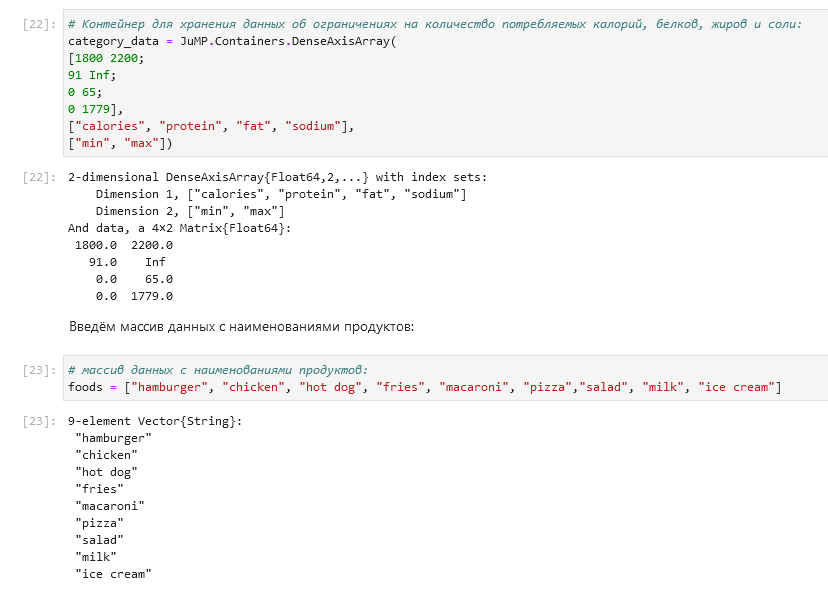 [22]: # Контейнер для хранения данных об ограничениях на количество потребляемых калорий, белков, жиров и соли:
category_data = JuMP.Containers.DenseAxisArray(
[1800 2200;
91 Inf;
0 65;
0 1779],
["calories", "protein", "fat", "sodium"],
["min", "max"])
[22]: 2-dimensional DenseAxisArray{Float64,2,...} with index sets:
    Dimension 1, ["calories", "protein", "fat", "sodium"]
    Dimension 2, ["min", "max"]
And data, a 4×2 Matrix{Float64}:
 1800.0  2200.0
   91.0    Inf
    0.0    65.0
    0.0  1779.0
Введём массив данных с наименованиями продуктов:
[23]: # массив данных с наименованиями продуктов:
foods = ["hamburger", "chicken", "hot dog", "fries", "macaroni", "pizza","salad", "milk", "ice cream"]
[23]: 9-element Vector{String}:
 "hamburger"
 "chicken"
 "hot dog"
 "fries"
 "macaroni"
 "pizza"
 "salad"
 "milk"
 "ice cream"